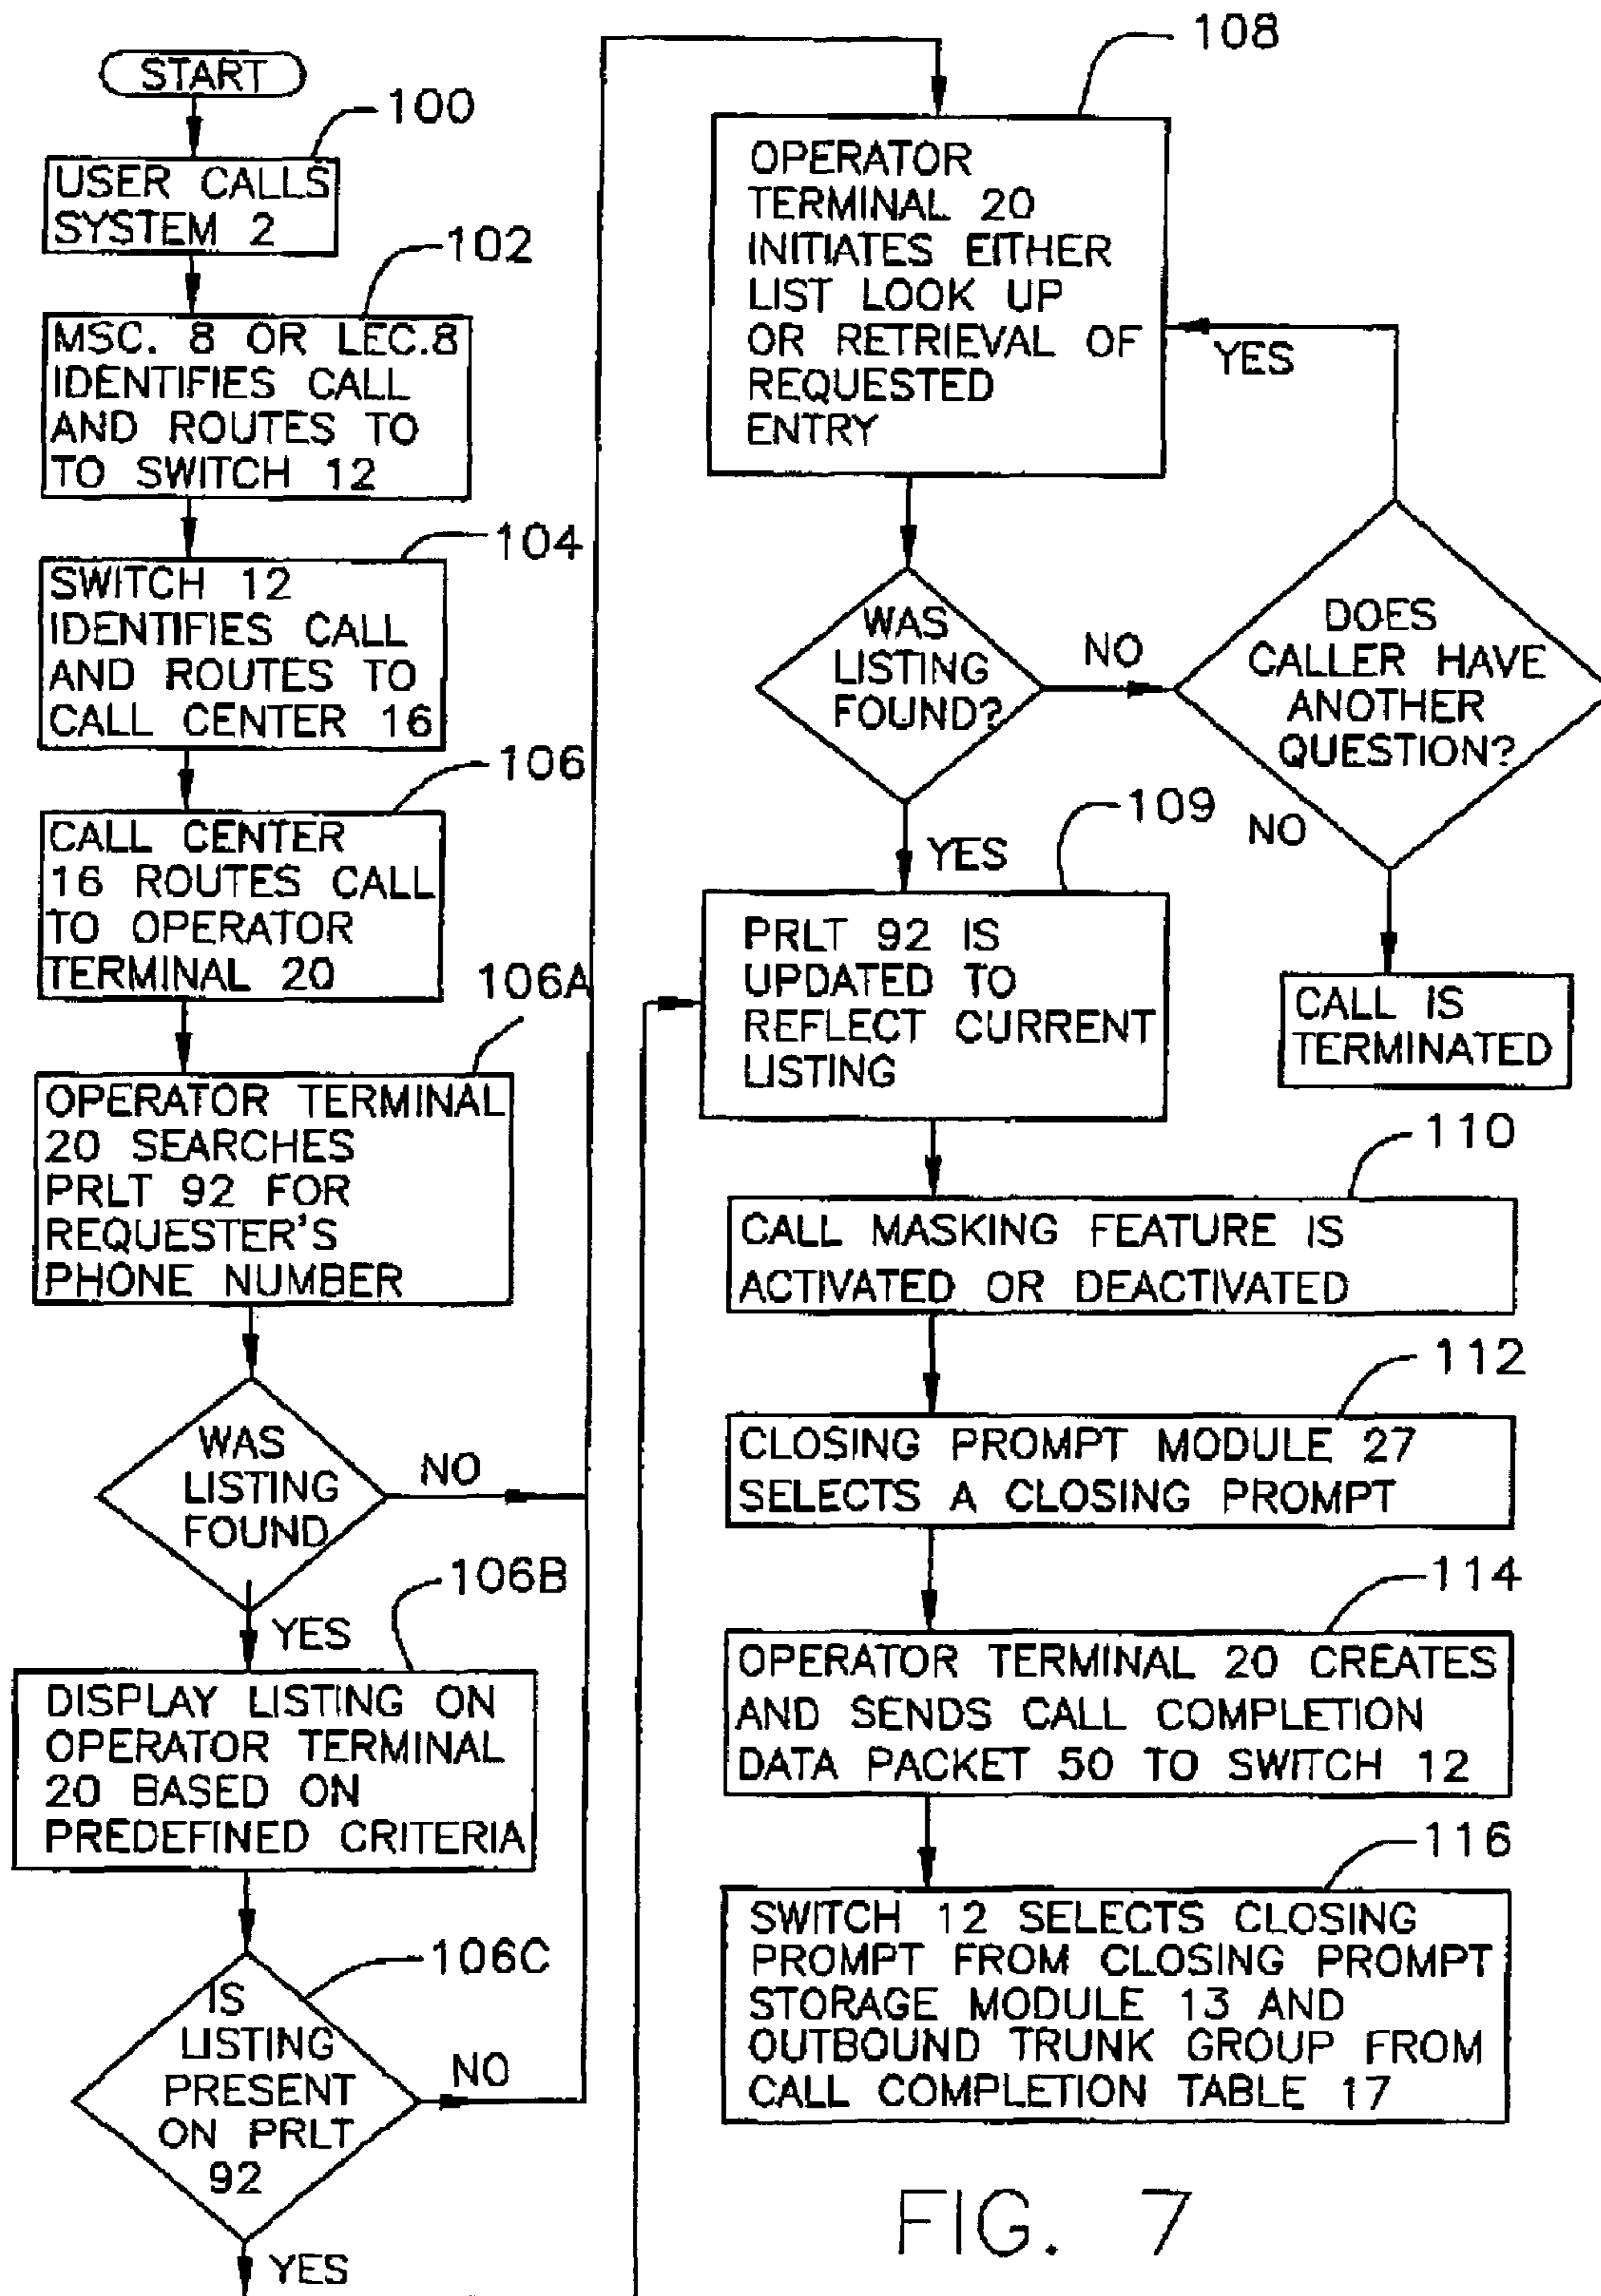 START
100
USER CALLS
SYSTEM 2
102
MSC. 8 OR LEC.8
IDENTIFIES CALL
AND ROUTES TO
TO SWITCH 12
104
SWITCH 12
IDENTIFIES CALL
AND ROUTES TO
CALL CENTER 16
106
CALL CENTER
16 ROUTES CALL
TO OPERATOR
TERMINAL 20
106A
OPERATOR TERMINAL
20 SEARCHES
PRLT 92 FOR
REQUESTER'S
PHONE NUMBER
WAS
LISTING
FOUND
NO
YES
106B
DISPLAY LISTING ON
OPERATOR TERMINAL
20 BASED ON
PREDEFINED CRITERIA
106C
IS
LISTING
PRESENT
ON PRLT
92
NO
YES
108
OPERATOR
TERMINAL 20
INITIATES EITHER
LIST LOOK UP
OR RETRIEVAL OF
REQUESTED
ENTRY
YES
WAS
LISTING
FOUND?
NO
DOES
CALLER HAVE
ANOTHER
QUESTION?
NO
CALL IS
TERMINATED
YES
109
PRLT 92 IS
UPDATED TO
REFLECT CURRENT
LISTING
110
CALL MASKING FEATURE IS
ACTIVATED OR DEACTIVATED
112
CLOSING PROMPT MODULE 27
SELECTS A CLOSING PROMPT
114
OPERATOR TERMINAL 20 CREATES
AND SENDS CALL COMPLETION
DATA PACKET 50 TO SWITCH 12
116
SWITCH 12 SELECTS CLOSING
PROMPT FROM CLOSING PROMPT
STORAGE MODULE 13 AND
OUTBOUND TRUNK GROUP FROM
CALL COMPLETION TABLE 17
FIG. 7